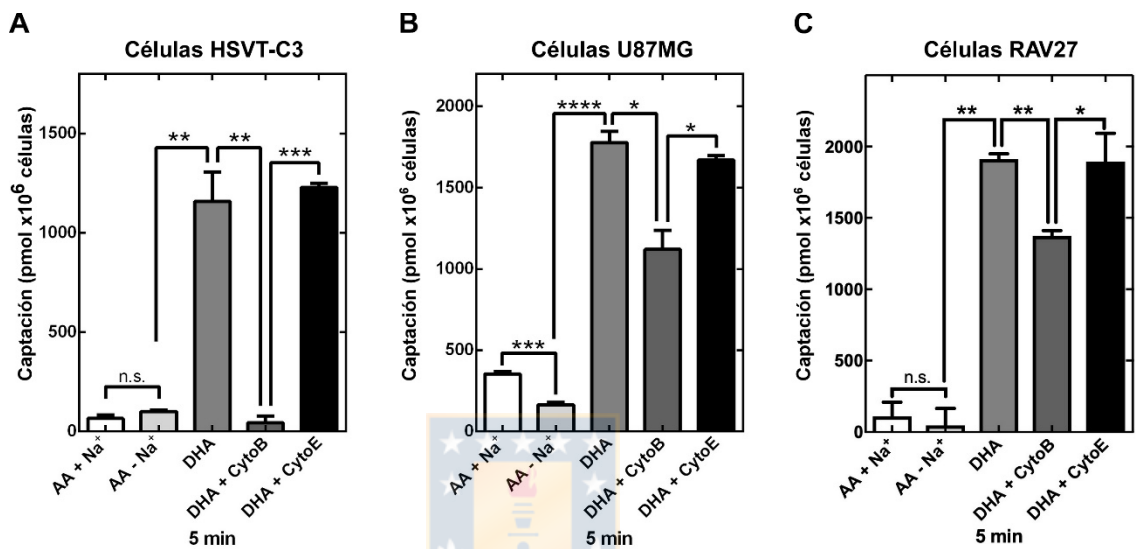 A
Células HSVT-C3
Captación (pmol x10⁶ células)
1500
1000
500
0
n.s.
**
**
***
AA + Na⁺
AA - Na⁺
DHA
DHA + CytoB
DHA + CytoE
5 min
B
Células U87MG
Captación (pmol x10⁶ células)
2000
1500
1000
500
0
***
****
*
*
AA + Na⁺
AA - Na⁺
DHA
DHA + CytoB
DHA + CytoE
C
Células RAV27
Captación (pmol x10⁶ células)
2000
1500
1000
500
0
n.s.
**
**
*
AA + Na⁺
AA - Na⁺
DHA
DHA + CytoB
DHA + CytoE
5 min